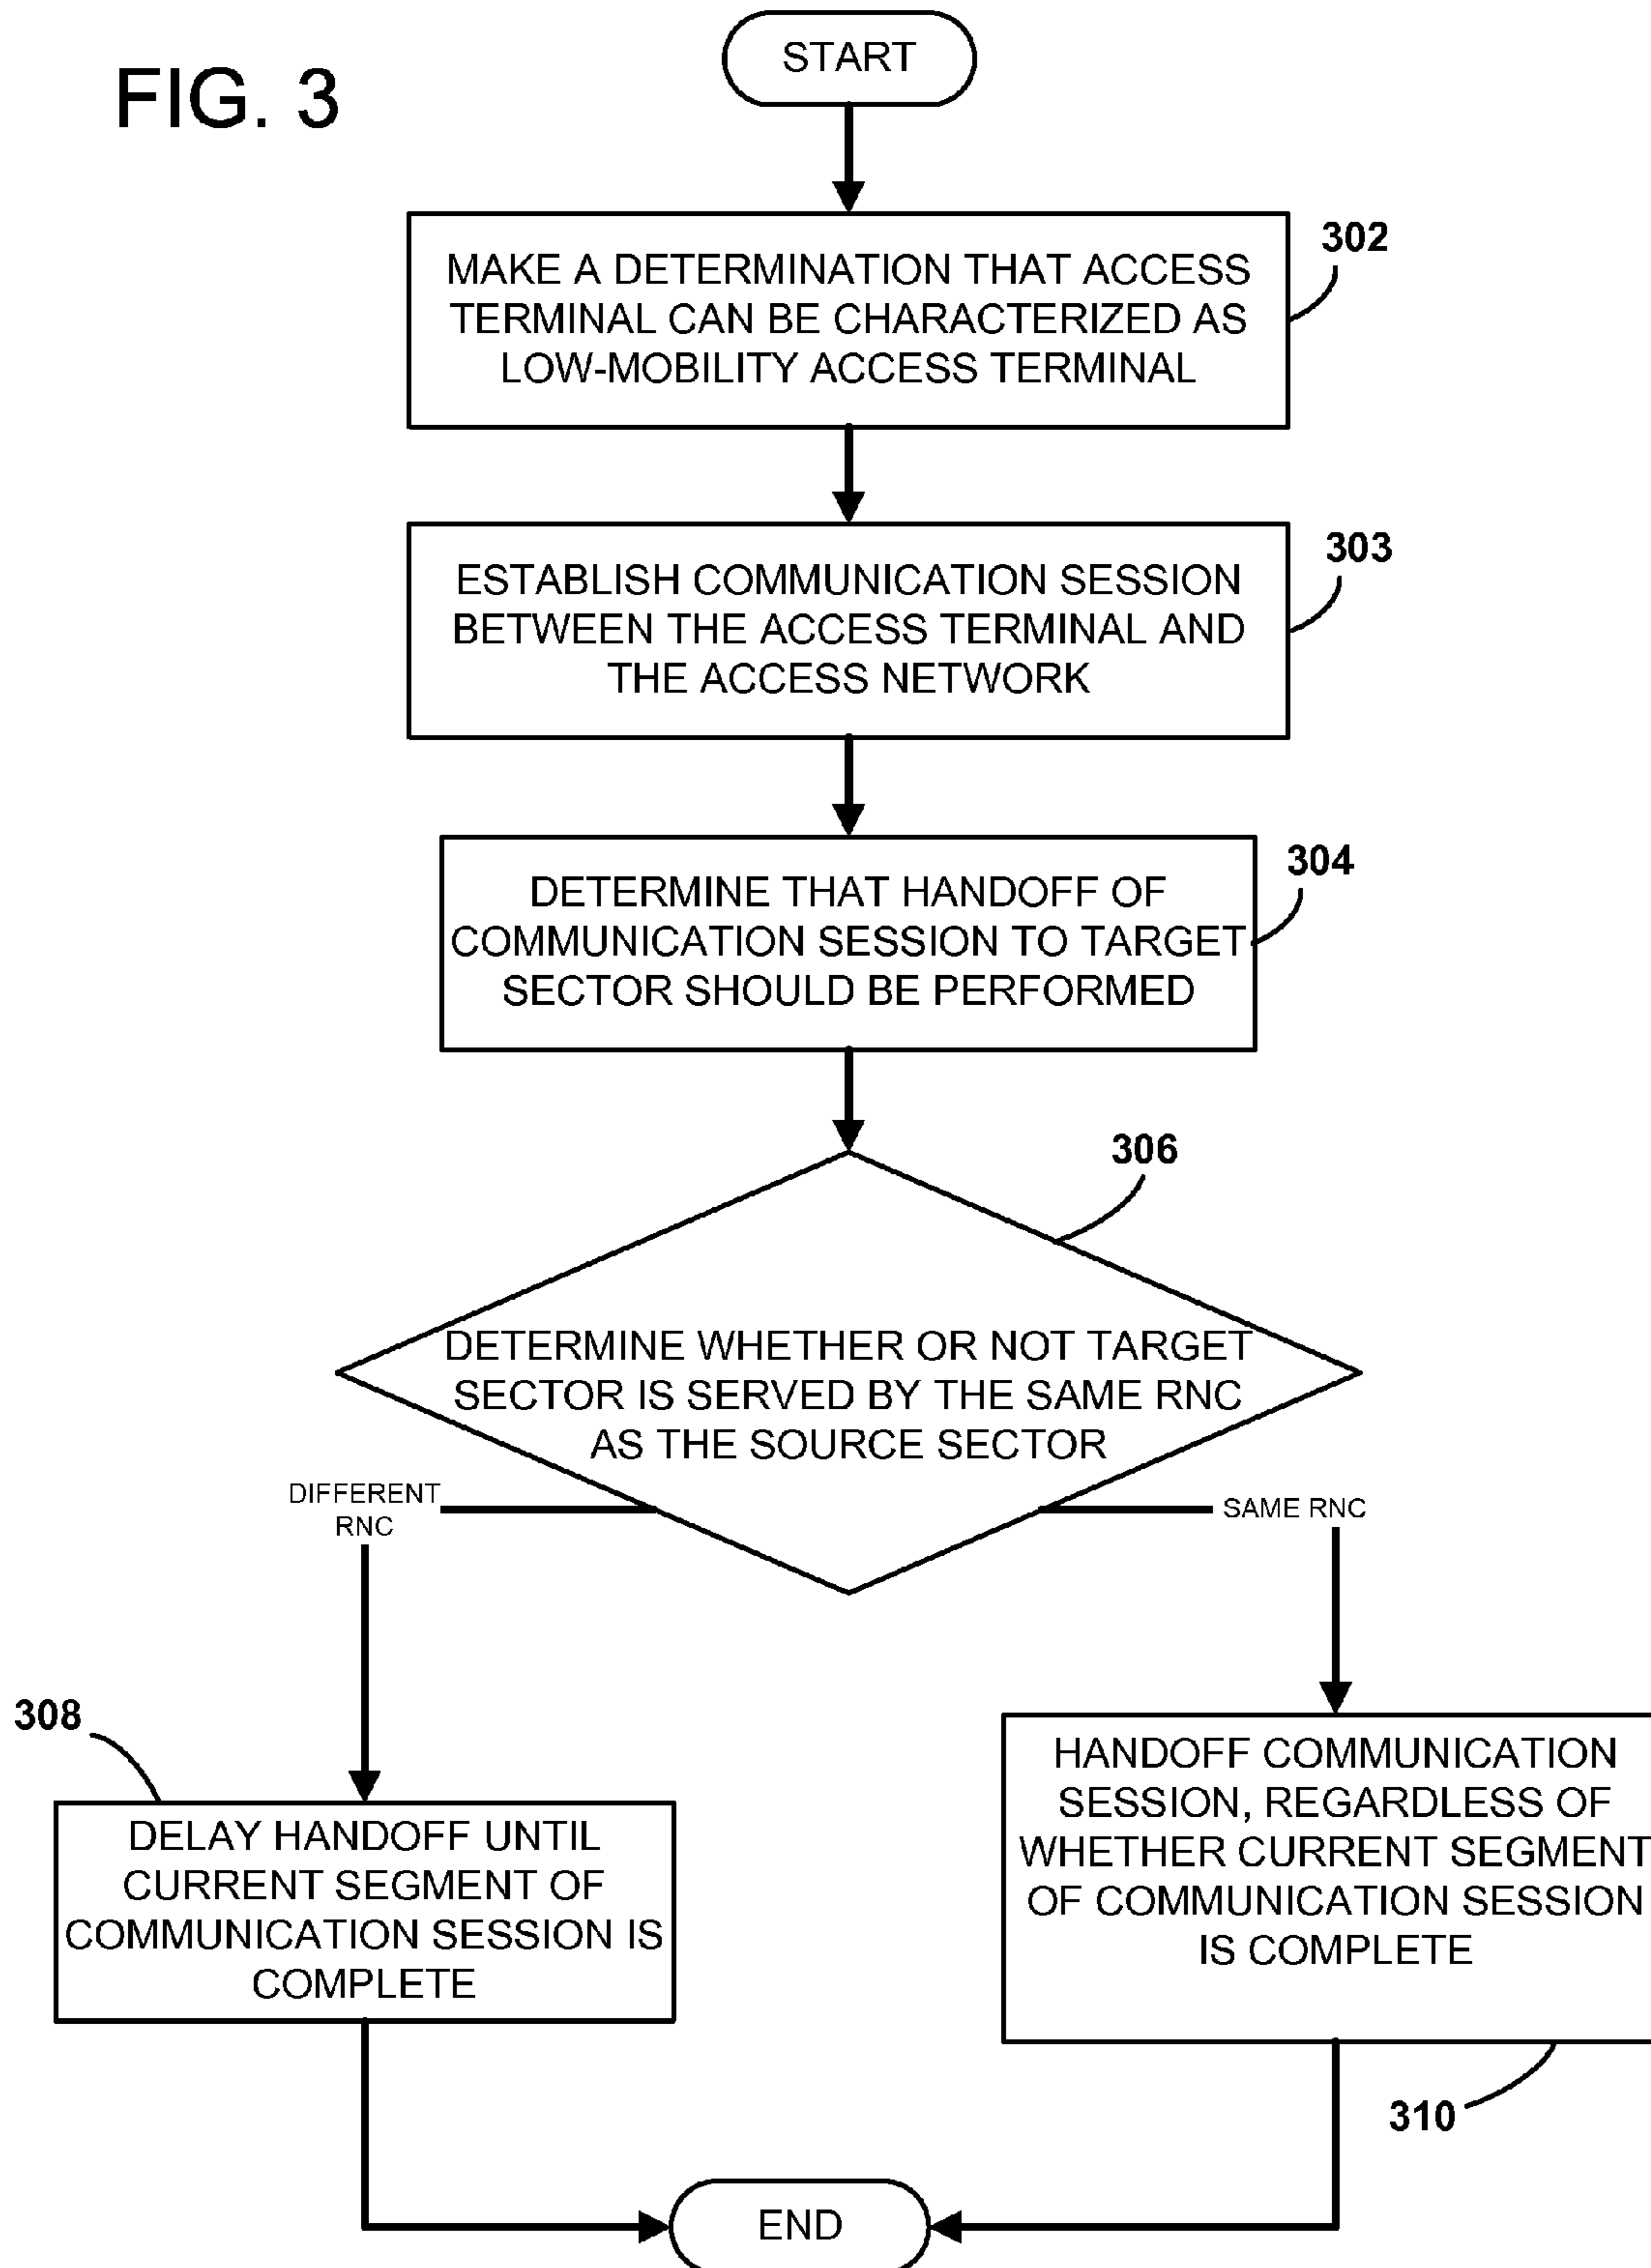 FIG. 3
START
302
MAKE A DETERMINATION THAT ACCESS
TERMINAL CAN BE CHARACTERIZED AS
LOW-MOBILITY ACCESS TERMINAL
303
ESTABLISH COMMUNICATION SESSION
BETWEEN THE ACCESS TERMINAL AND
THE ACCESS NETWORK
304
DETERMINE THAT HANDOFF OF
COMMUNICATION SESSION TO TARGET
SECTOR SHOULD BE PERFORMED
306
DETERMINE WHETHER OR NOT TARGET
SECTOR IS SERVED BY THE SAME RNC
AS THE SOURCE SECTOR
DIFFERENT
RNC
SAME RNC
308
DELAY HANDOFF UNTIL
CURRENT SEGMENT OF
COMMUNICATION SESSION IS
COMPLETE
HANDOFF COMMUNICATION
SESSION, REGARDLESS OF
WHETHER CURRENT SEGMENT
OF COMMUNICATION SESSION
IS COMPLETE
310
END